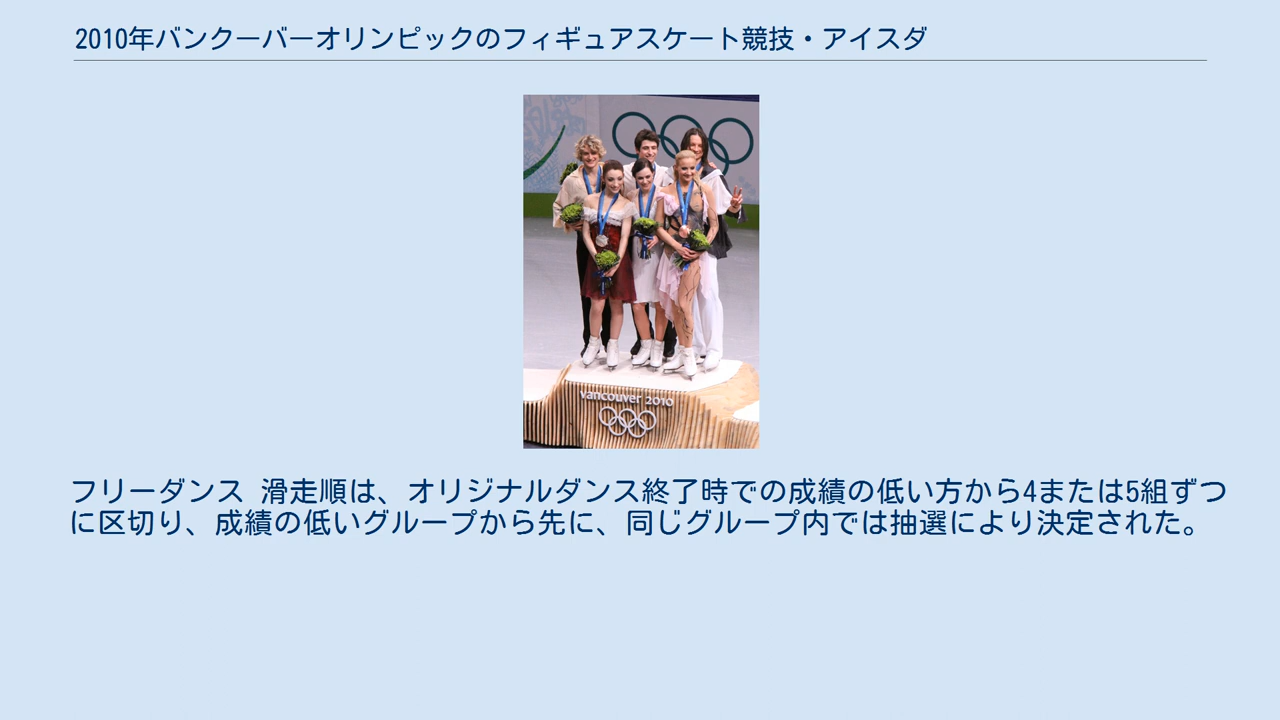 2010年バンクーバーオリンピックのフィギュアスケート競技・アイスダ
vancouver 2010
フリーダンス 滑走順は、オリジナルダンス終了時での成績の低い方から4または5組ずつ
に区切り、成績の低いグループから先に、同じグループ内では抽選により決定された。